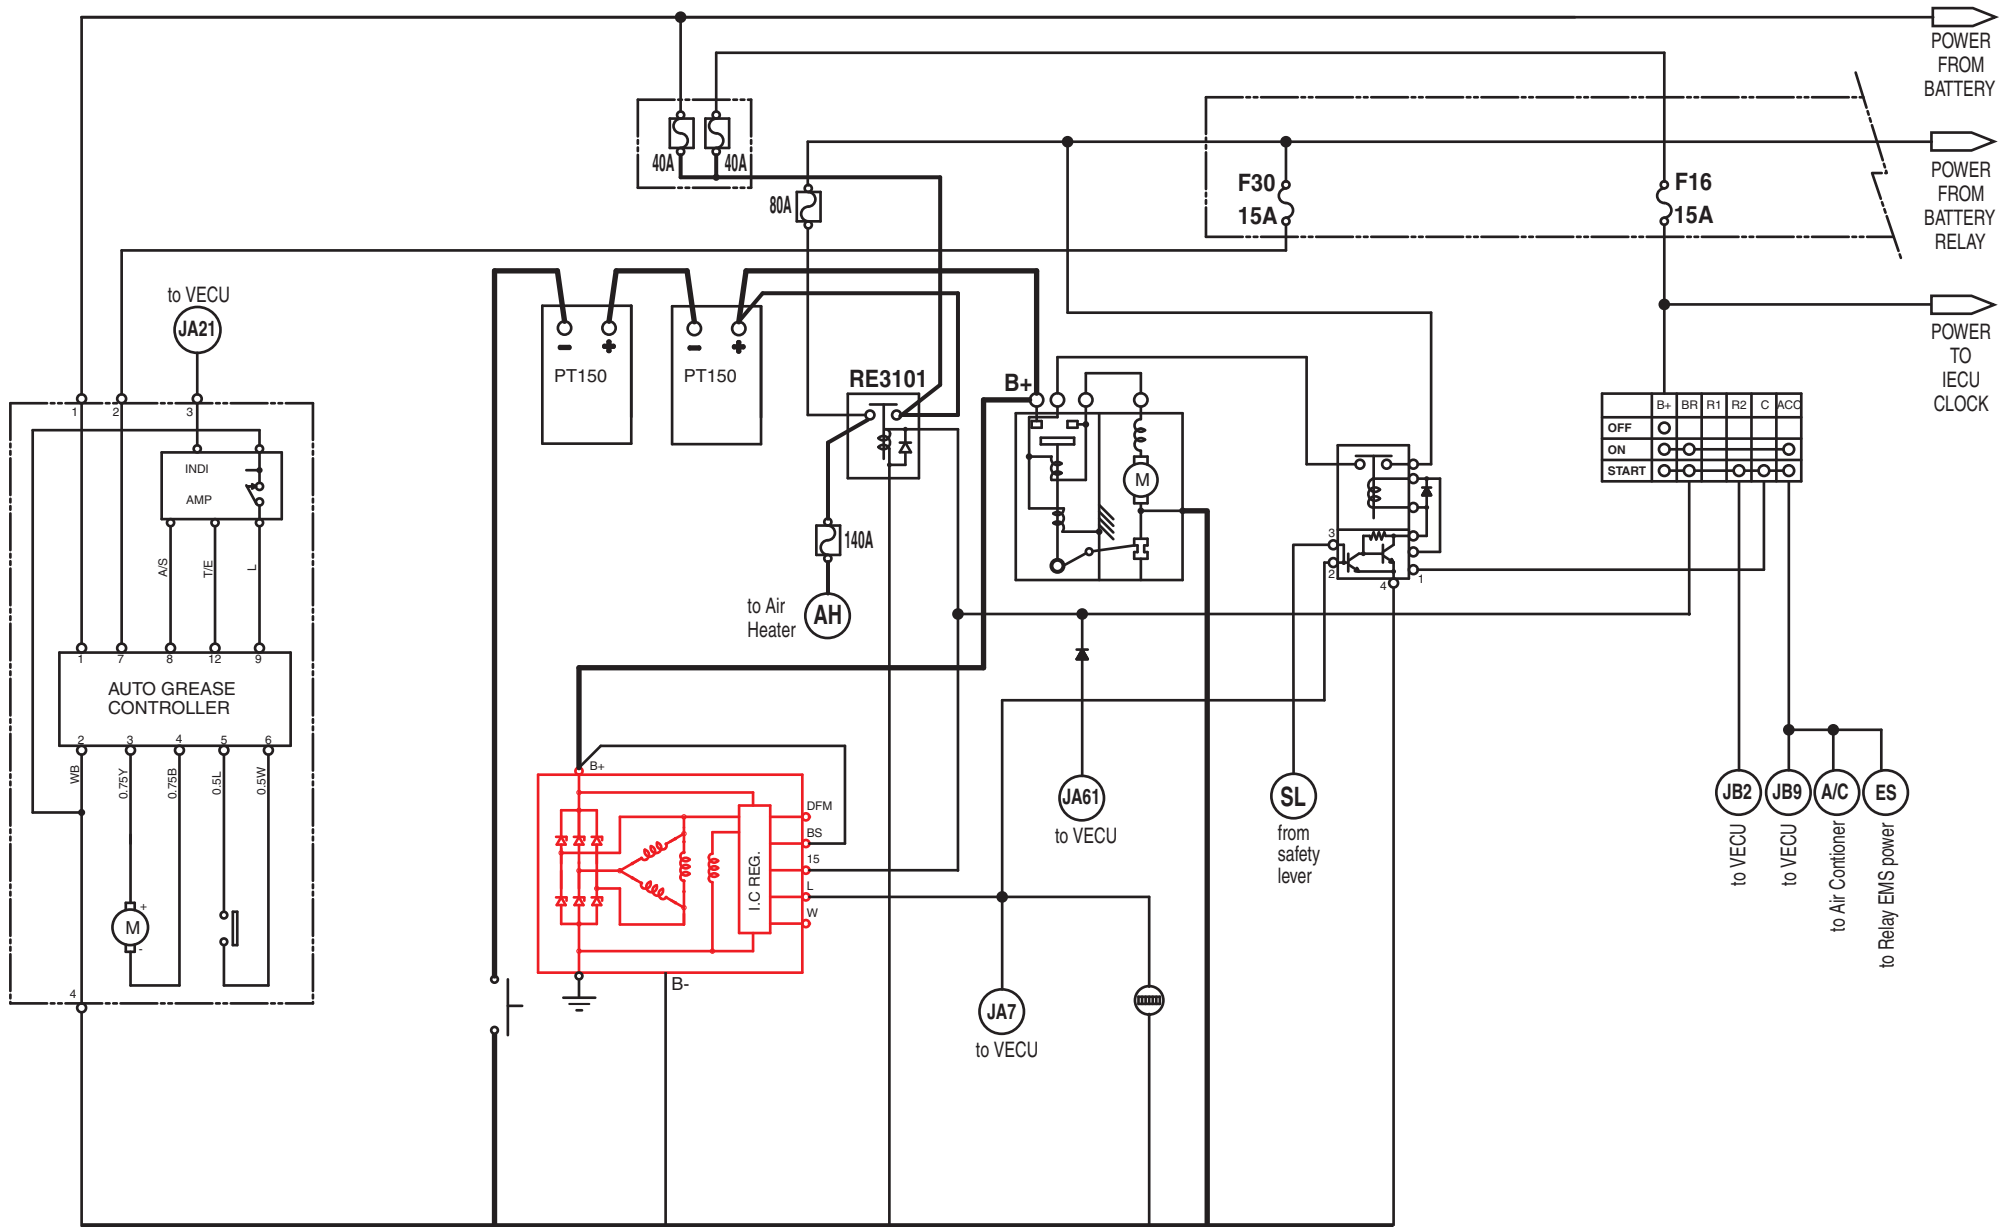 POWER
FROM
BATTERY
40A
40A
80A
F30
15A
F16
15A
POWER
FROM
BATTERY
RELAY
to VECU
JA21
PT150
PT150
RE3101
B+
POWER
TO
IECU
CLOCK
1
2
3
INDI
AMP
A/S
T/E
L
140A
to Air
Heater
AH
M
3
2
4
1
B+ BR R1 R2 C ACC
OFF
ON
START
1
7
8
12
9
AUTO GREASE
CONTROLLER
2
3
4
5
6
WB
0.75Y
0.75B
0.5L
0.5W
M
+
-
4
B+
DFM
BS
15
L
W
I.C REG.
B-
JA61
to VECU
SL
from
safety
lever
JA7
to VECU
JB2
JB9
A/C
ES
to VECU
to VECU
to Air Contioner
to Relay EMS power